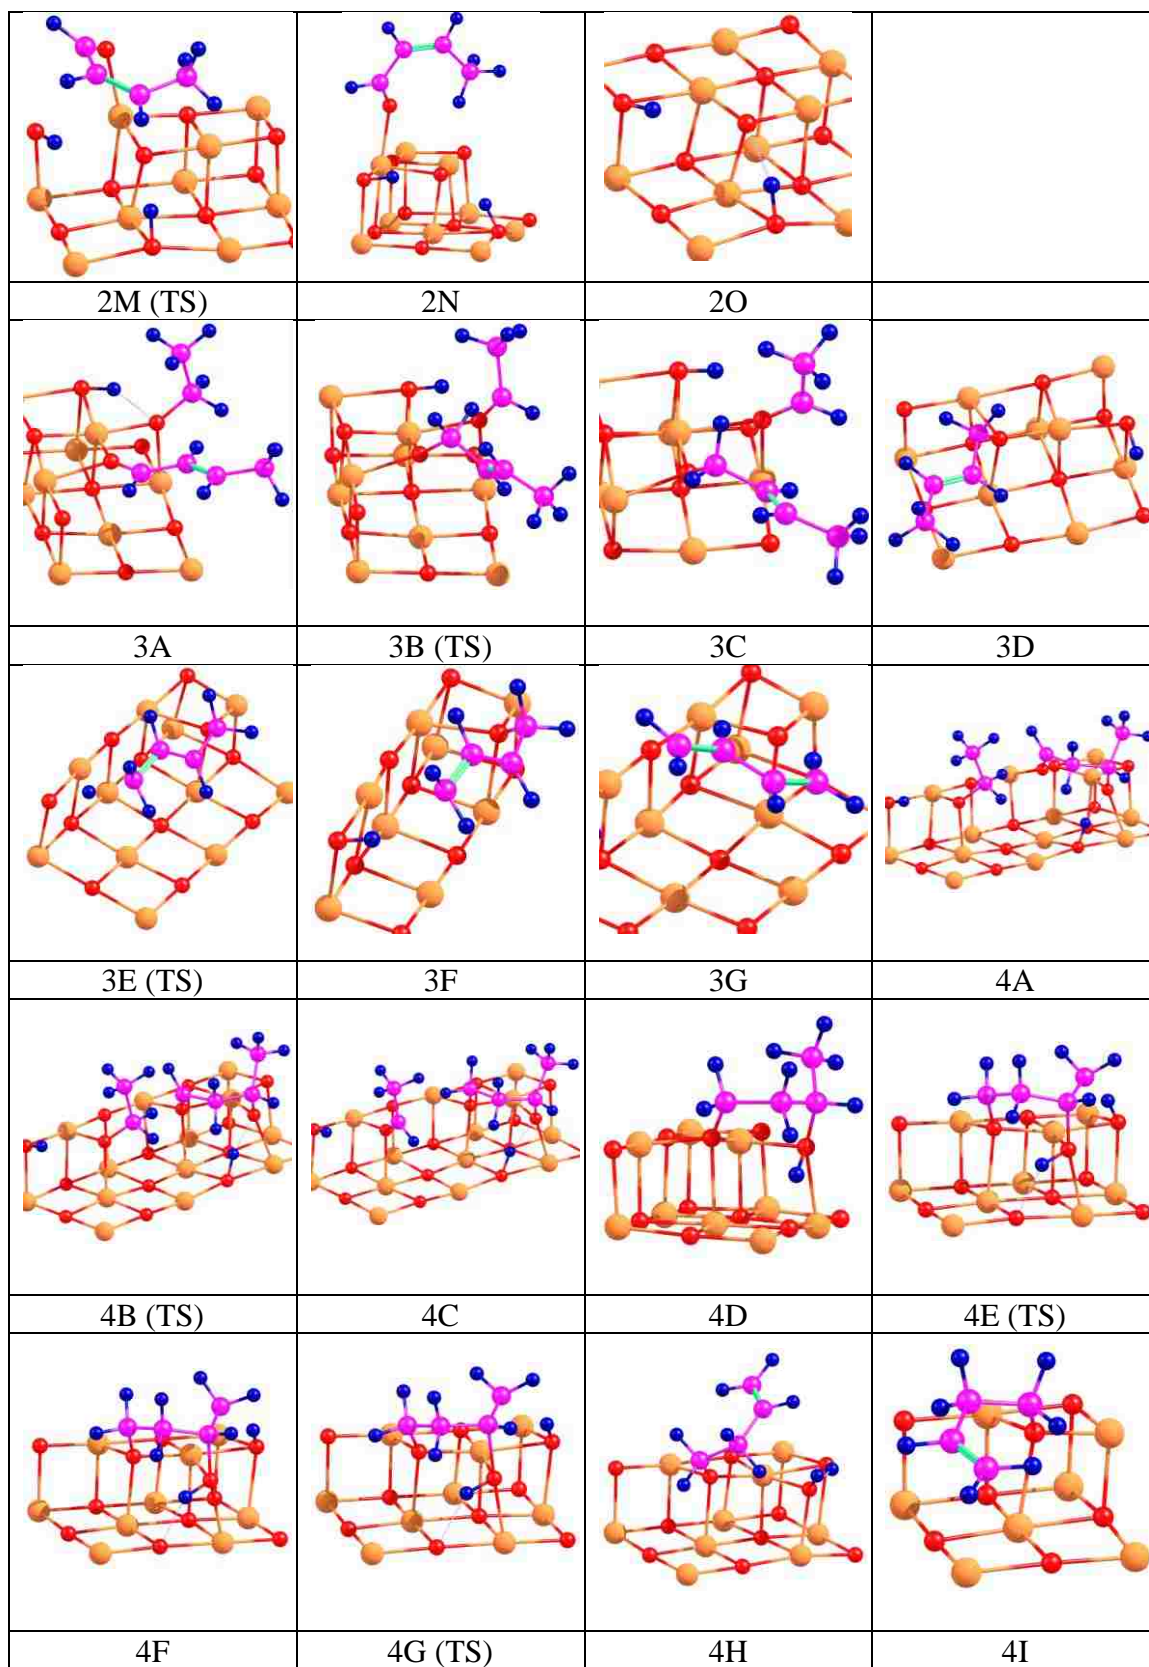 2M (TS) 2N 2O
3A 3B (TS) 3C 3D
3E (TS) 3F 3G 4A
4B (TS) 4C 4D 4E (TS)
4F 4G (TS) 4H 4I